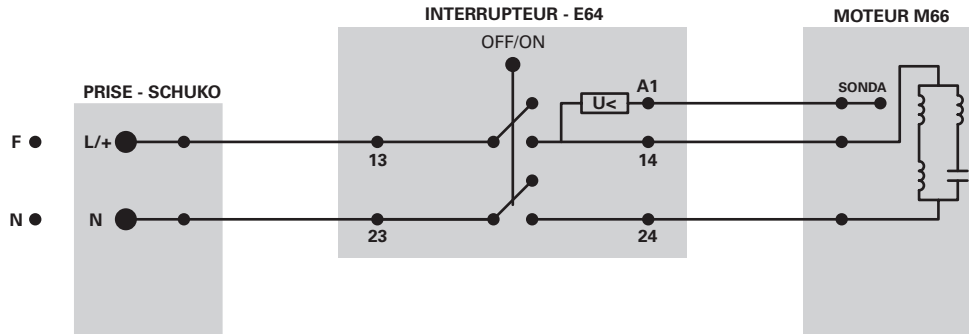 INTERRUPTEUR - E64
MOTEUR M66
OFF/ON
PRISE - SCHUKO
U<
A1
SONDA
F
L/+
13
14
N
N
23
24